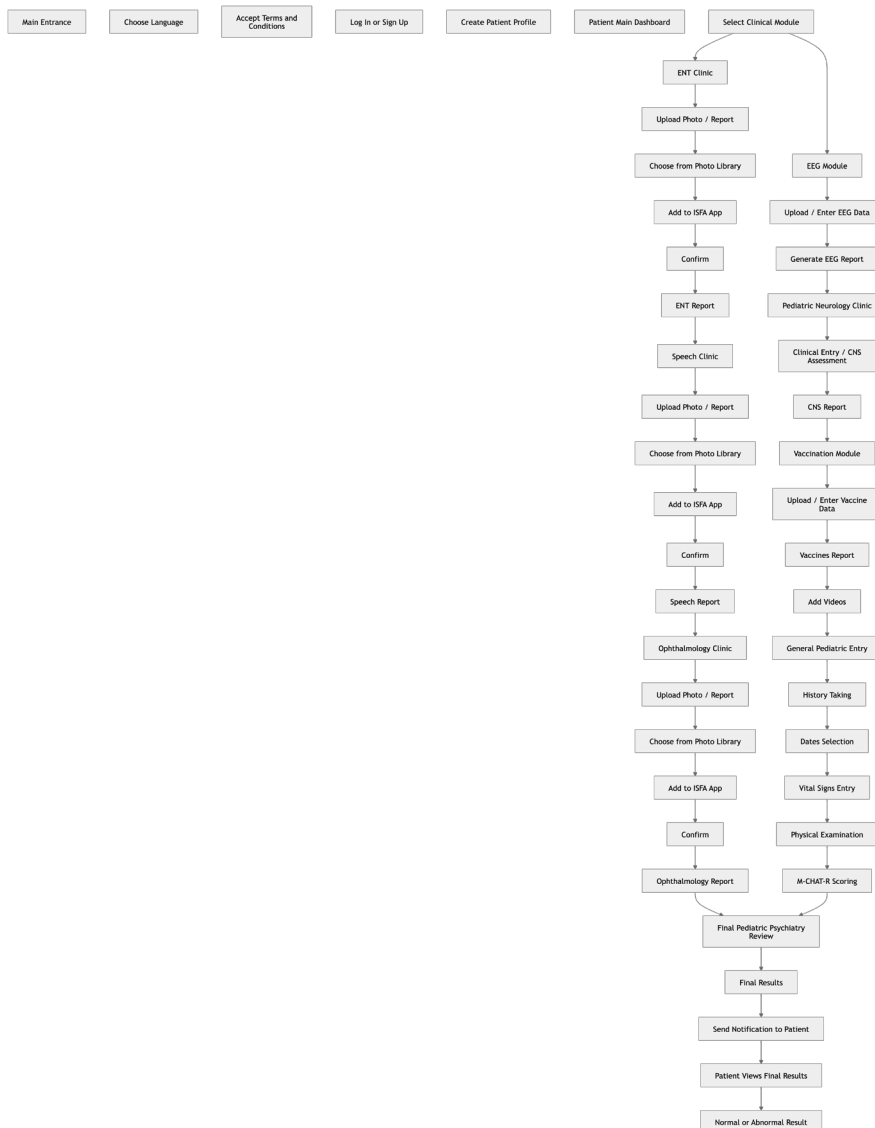 Main Entrance
Choose Language
Accept Terms and
Conditions
Log In or Sign Up
Create Patient Profile
Patient Main Dashboard
Select Clinical Module
ENT Clinic
Upload Photo / Report
Choose from Photo Library
Add to ISFA App
Confirm
ENT Report
Speech Clinic
Upload Photo / Report
Choose from Photo Library
Add to ISFA App
Confirm
Speech Report
Ophthalmology Clinic
Upload Photo / Report
Choose from Photo Library
Add to ISFA App
Confirm
Ophthalmology Report
EEG Module
Upload / Enter EEG Data
Generate EEG Report
Pediatric Neurology Clinic
Clinical Entry / CNS
Assessment
CNS Report
Vaccination Module
Upload / Enter Vaccine
Data
Vaccines Report
Add Videos
General Pediatric Entry
History Taking
Dates Selection
Vital Signs Entry
Physical Examination
M-CHAT-R Scoring
Final Pediatric Psychiatry
Review
Final Results
Send Notification to Patient
Patient Views Final Results
Normal or Abnormal Result